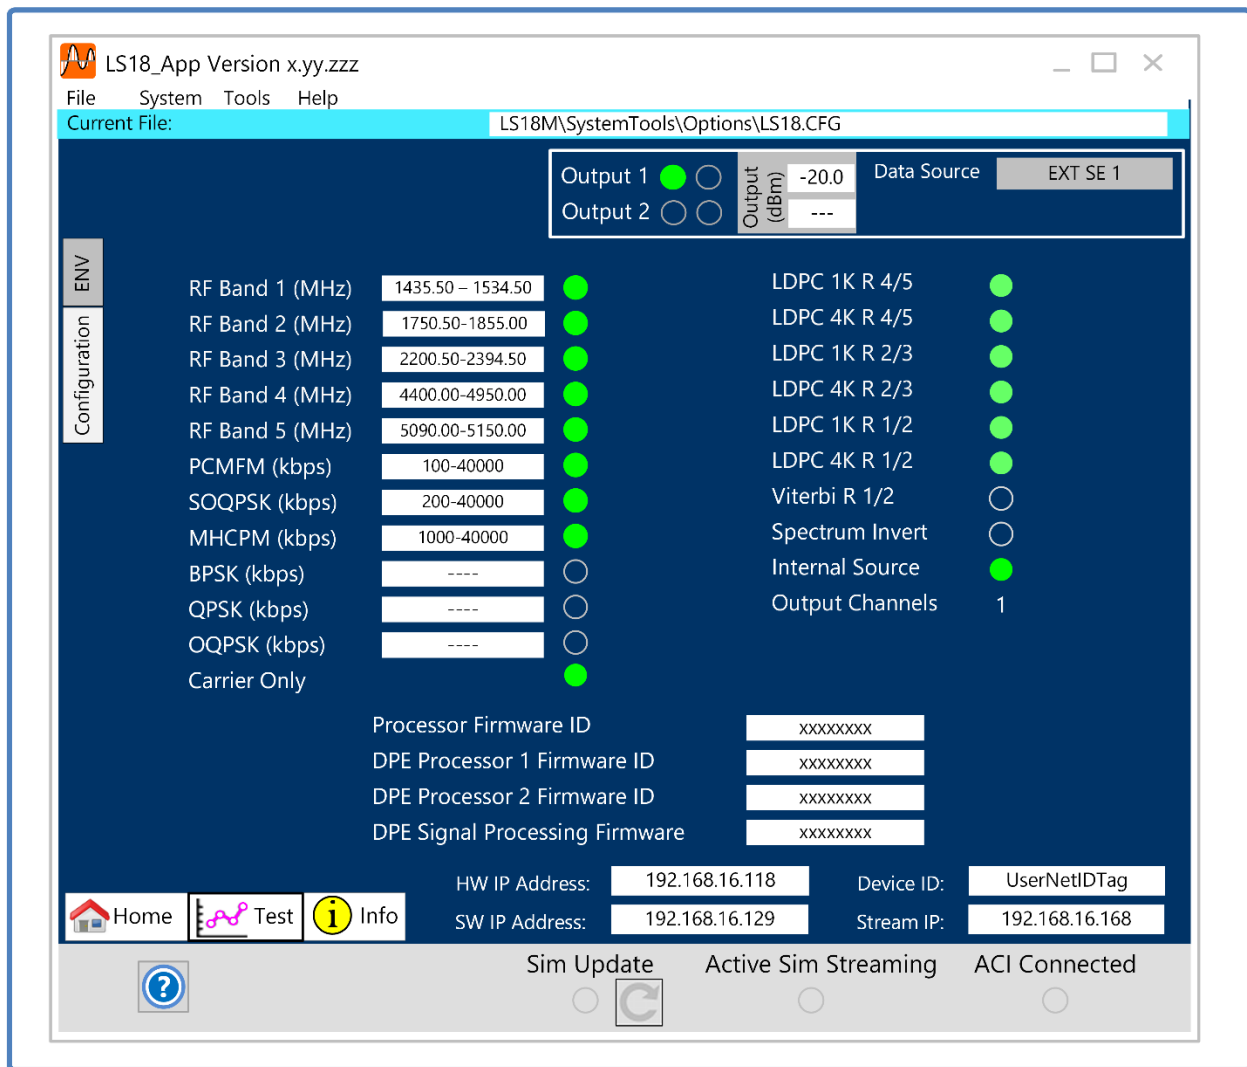 LS18_App Version x.yy.zzz
File System Tools Help
Current File: LS18M\SystemTools\Options\LS18.CFG
Output 1 Output (dBm) -20.0 Data Source EXT SE 1
Output 2 ---
ENV
Configuration
RF Band 1 (MHz) 1435.50 – 1534.50
RF Band 2 (MHz) 1750.50-1855.00
RF Band 3 (MHz) 2200.50-2394.50
RF Band 4 (MHz) 4400.00-4950.00
RF Band 5 (MHz) 5090.00-5150.00
PCMFM (kbps) 100-40000
SOQPSK (kbps) 200-40000
MHCPM (kbps) 1000-40000
BPSK (kbps) ----
QPSK (kbps) ----
OQPSK (kbps) ----
Carrier Only
LDPC 1K R 4/5
LDPC 4K R 4/5
LDPC 1K R 2/3
LDPC 4K R 2/3
LDPC 1K R 1/2
LDPC 4K R 1/2
Viterbi R 1/2
Spectrum Invert
Internal Source
Output Channels 1
Processor Firmware ID xxxxxxxx
DPE Processor 1 Firmware ID xxxxxxxx
DPE Processor 2 Firmware ID xxxxxxxx
DPE Signal Processing Firmware xxxxxxxx
HW IP Address: 192.168.16.118 Device ID: UserNetIDTag
SW IP Address: 192.168.16.129 Stream IP: 192.168.16.168
Home Test i Info
? Sim Update Active Sim Streaming ACI Connected